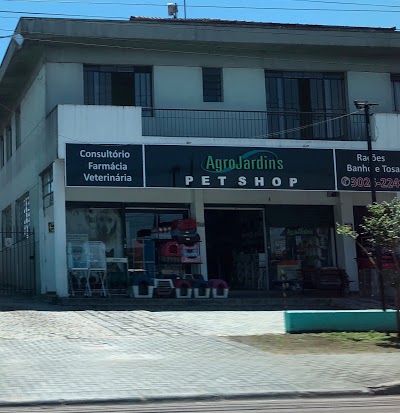 Consultório
Farmácia
Veterinária
AgroJardins
PET SHOP
Rações
Banho e Tosa